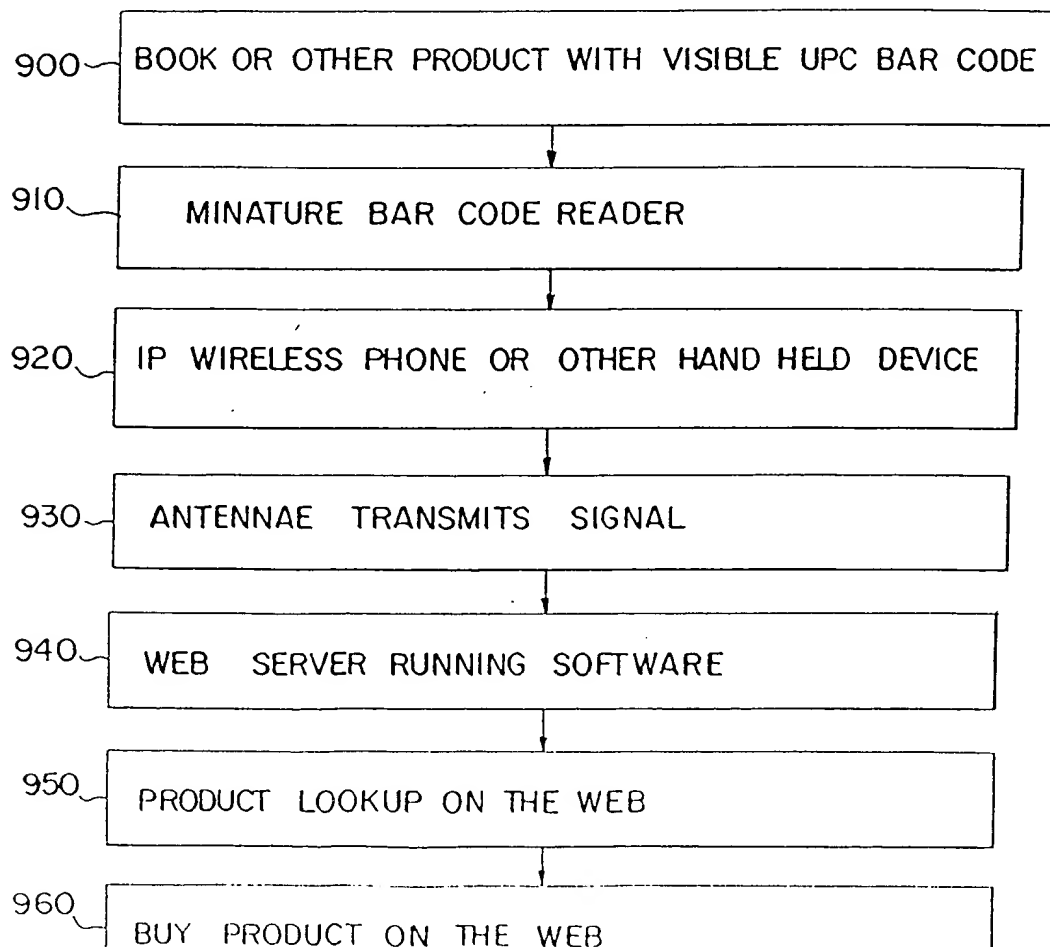 900 BOOK OR OTHER PRODUCT WITH VISIBLE UPC BAR CODE
910 MINATURE BAR CODE READER
920 IP WIRELESS PHONE OR OTHER HAND HELD DEVICE
930 ANTENNAE TRANSMITS SIGNAL
940 WEB SERVER RUNNING SOFTWARE
950 PRODUCT LOOKUP ON THE WEB
960 BUY PRODUCT ON THE WEB